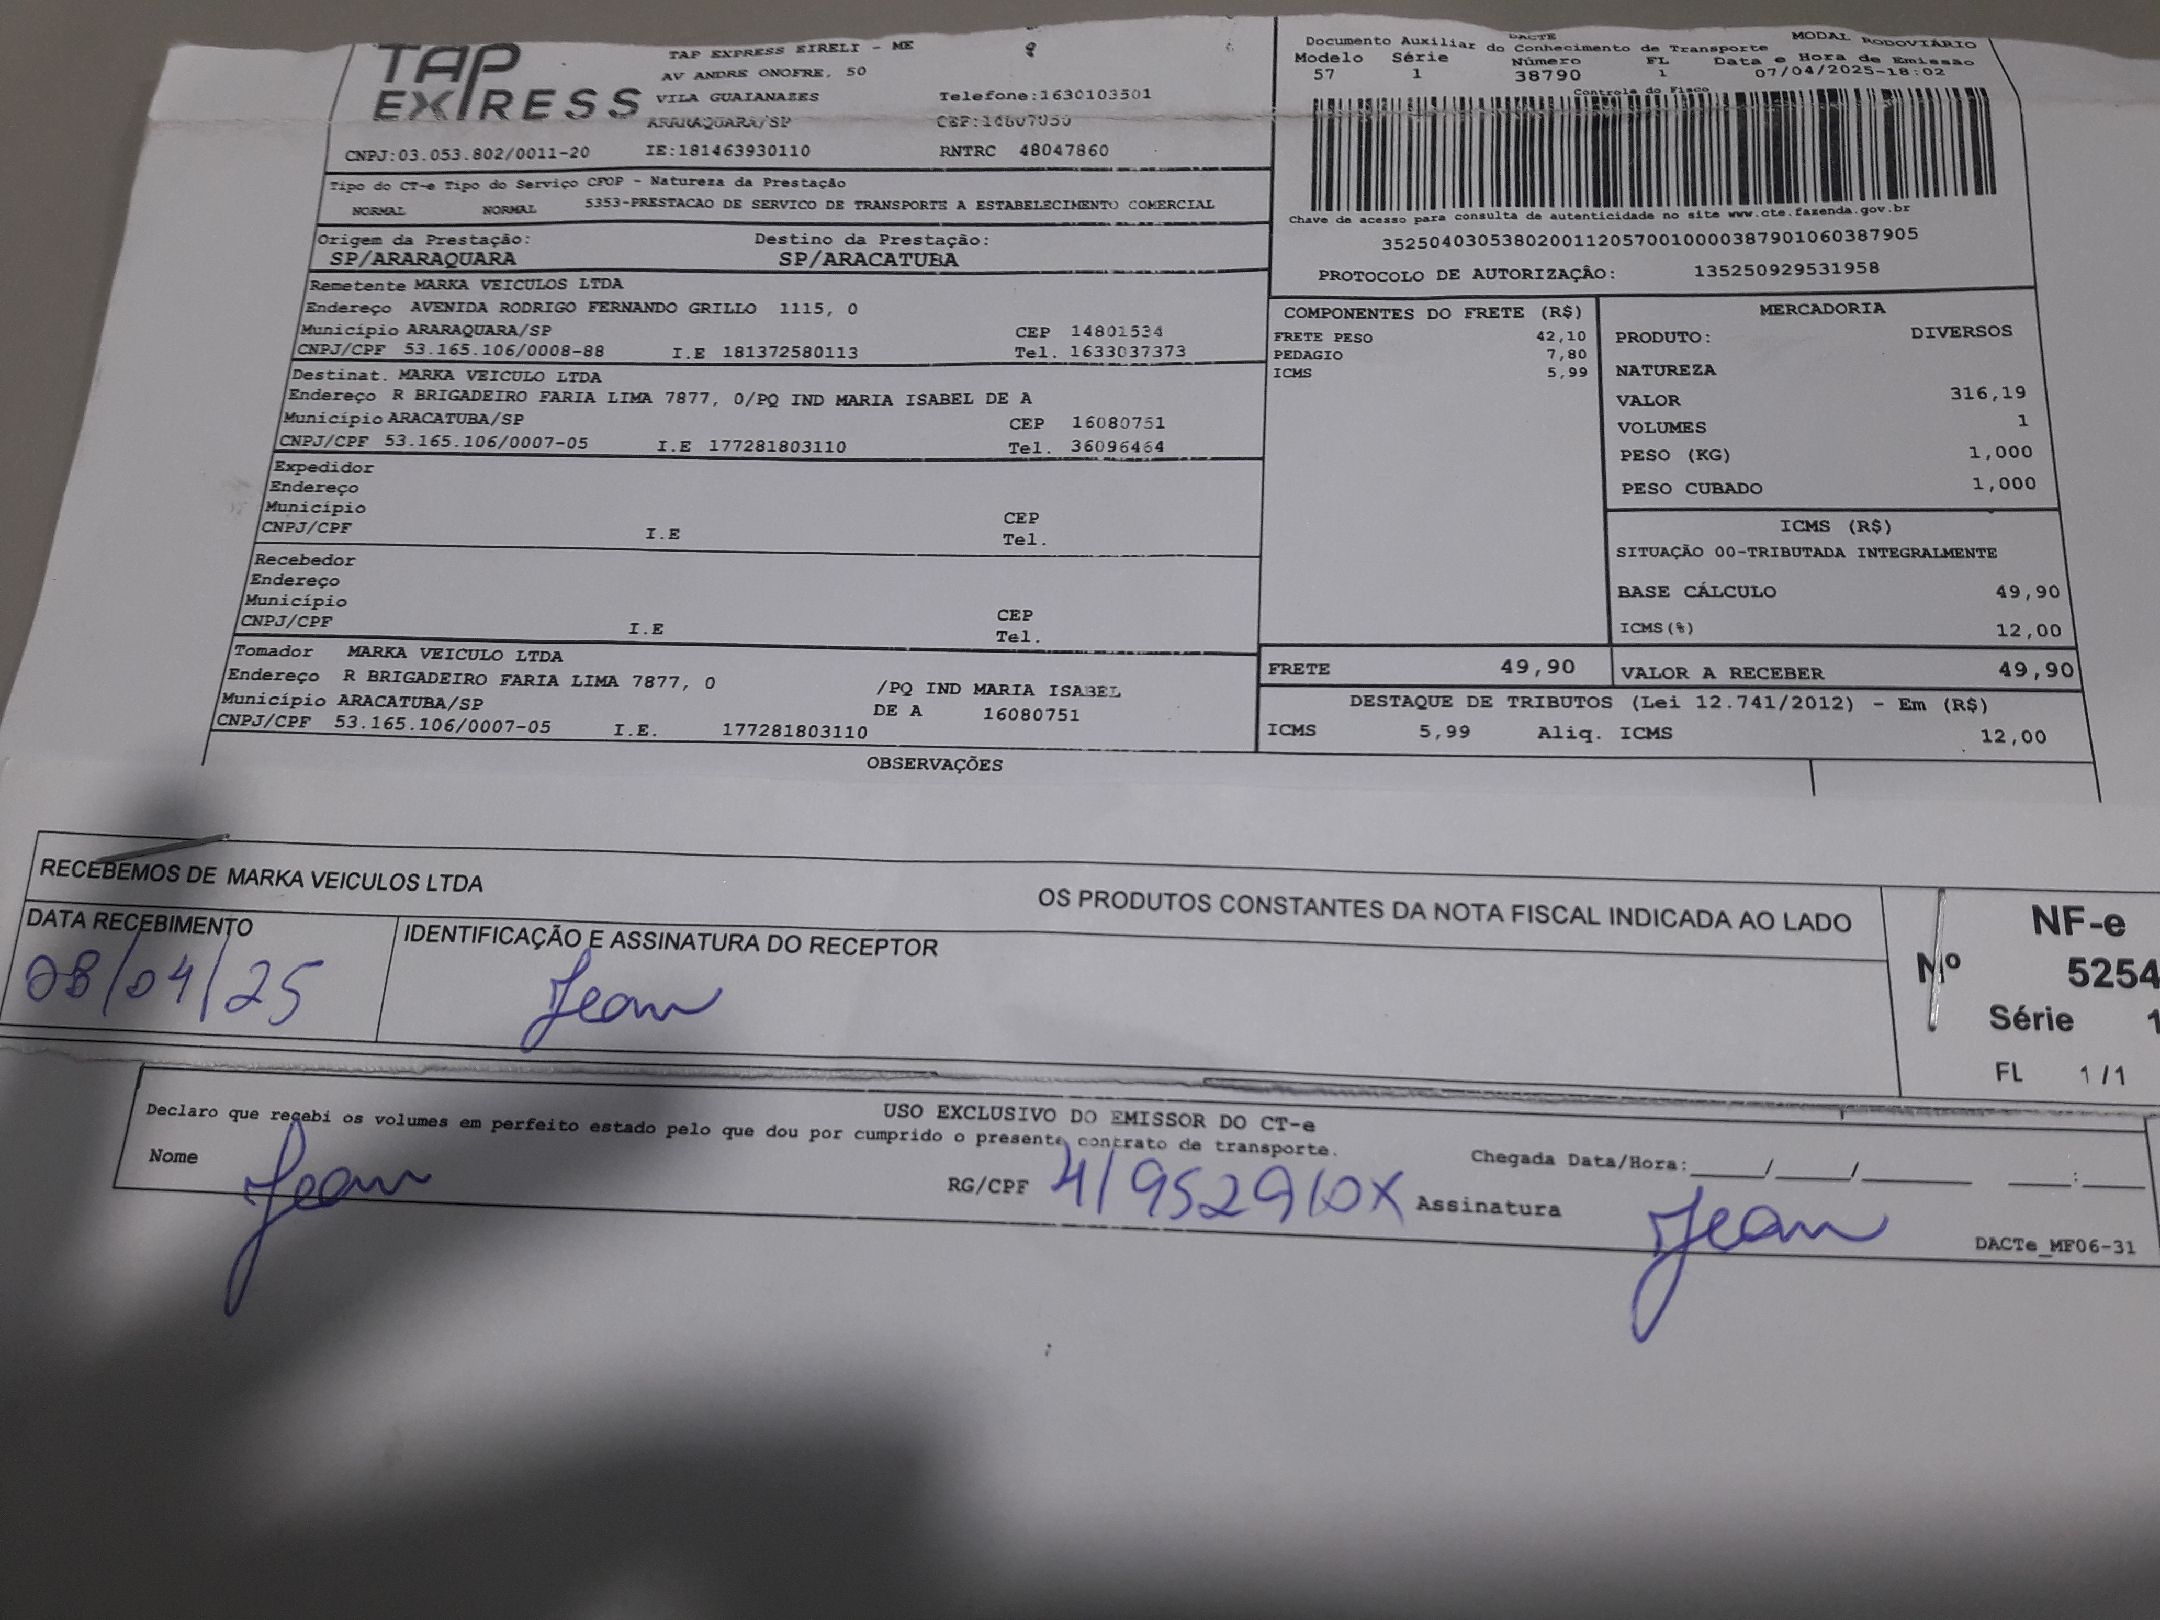 TAP EXPRESS
TAP EXPRESS EIRELI - ME
AV ANDRE ONOFRE, 50
VILA GUAIANAZES Telefone:1630103501
ARARAQUARA/SP CEP:14807050
CNPJ:03.053.802/0011-20 IE:181463930110 RNTRC 48047860
DACTE MODAL RODOVIÁRIO
Documento Auxiliar do Conhecimento de Transporte
Modelo Série Número FL Data e Hora de Emissão
57 1 38790 1 07/04/2025-18:02
Controle do Fisco
Chave de acesso para consulta de autenticidade no site www.cte.fazenda.gov.br
35250403053802001120570010000387901060387905
PROTOCOLO DE AUTORIZAÇÃO: 135250929531958
Tipo do CT-e Tipo do Serviço CFOP - Natureza da Prestação
NORMAL NORMAL 5353-PRESTACAO DE SERVICO DE TRANSPORTE A ESTABELECIMENTO COMERCIAL
Origem da Prestação: Destino da Prestação:
SP/ARARAQUARA SP/ARACATUBA
Remetente MARKA VEICULOS LTDA
Endereço AVENIDA RODRIGO FERNANDO GRILLO 1115, 0
Município ARARAQUARA/SP CEP 14801534
CNPJ/CPF 53.165.106/0008-88 I.E 181372580113 Tel. 1633037373
Destinat. MARKA VEICULO LTDA
Endereço R BRIGADEIRO FARIA LIMA 7877, 0/PQ IND MARIA ISABEL DE A
Município ARACATUBA/SP CEP 16080751
CNPJ/CPF 53.165.106/0007-05 I.E 177281803110 Tel. 36096464
Expedidor
Endereço
Município CEP
CNPJ/CPF I.E Tel.
Recebedor
Endereço
Município CEP
CNPJ/CPF I.E Tel.
Tomador MARKA VEICULO LTDA
Endereço R BRIGADEIRO FARIA LIMA 7877, 0 /PQ IND MARIA ISABEL
Município ARACATUBA/SP DE A 16080751
CNPJ/CPF 53.165.106/0007-05 I.E. 177281803110
COMPONENTES DO FRETE (R$)
FRETE PESO 42,10
PEDAGIO 7,80
ICMS 5,99
MERCADORIA
PRODUTO: DIVERSOS
NATUREZA
VALOR 316,19
VOLUMES 1
PESO (KG) 1,000
PESO CUBADO 1,000
ICMS (R$)
SITUAÇÃO 00-TRIBUTADA INTEGRALMENTE
BASE CÁLCULO 49,90
ICMS(%) 12,00
FRETE 49,90 VALOR A RECEBER 49,90
DESTAQUE DE TRIBUTOS (Lei 12.741/2012) - Em (R$)
ICMS 5,99 Aliq. ICMS 12,00
OBSERVAÇÕES
RECEBEMOS DE MARKA VEICULOS LTDA OS PRODUTOS CONSTANTES DA NOTA FISCAL INDICADA AO LADO
DATA RECEBIMENTO IDENTIFICAÇÃO E ASSINATURA DO RECEPTOR
08/04/25 Jean
NF-e
Nº 5254
Série 1
FL 1/1
USO EXCLUSIVO DO EMISSOR DO CT-e
Declaro que recebi os volumes em perfeito estado pelo que dou por cumprido o presente contrato de transporte.
Nome Jean RG/CPF Assinatura Jean Chegada Data/Hora:____/____/______ ____:____
DACTe_MF06-31